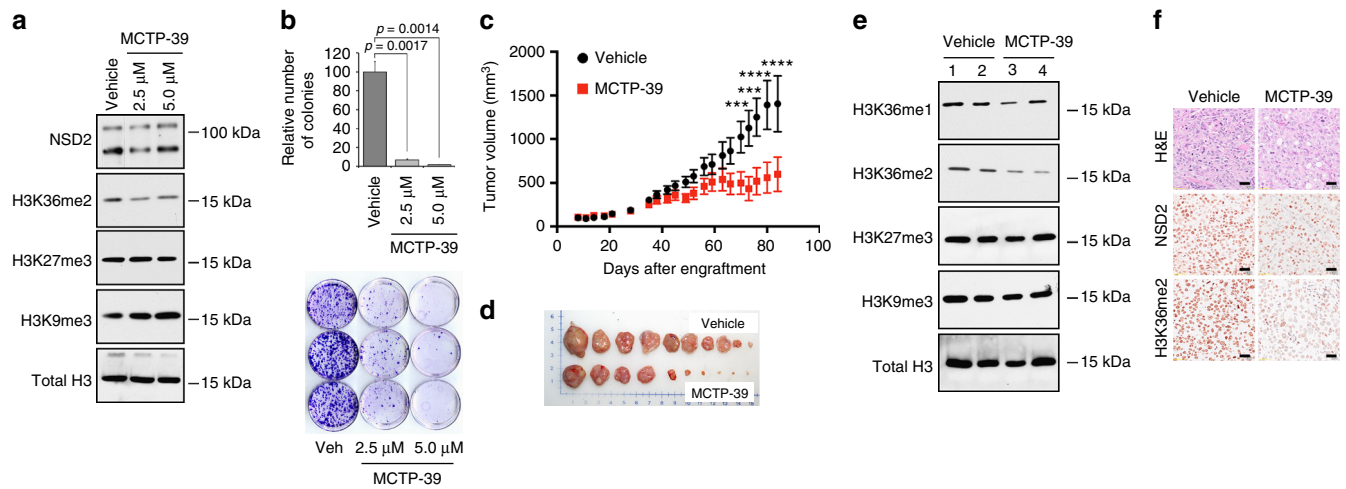 a
MCTP-39
Vehicle
2.5 μM
5.0 μM
NSD2
100 kDa
H3K36me2
15 kDa
H3K27me3
15 kDa
H3K9me3
15 kDa
Total H3
15 kDa
b
p = 0.0014
p = 0.0017
Relative number
of colonies
120
100
80
60
40
20
0
Vehicle
2.5 μM
5.0 μM
MCTP-39
Veh 2.5 μM 5.0 μM
MCTP-39
c
Tumor volume (mm³)
2000
1500
1000
500
0
Vehicle
MCTP-39
***
***
****
****
0 20 40 60 80 100
Days after engraftment
d
Vehicle
MCTP-39
e
Vehicle MCTP-39
1 2 3 4
H3K36me1
15 kDa
H3K36me2
15 kDa
H3K27me3
15 kDa
H3K9me3
15 kDa
Total H3
15 kDa
f
Vehicle MCTP-39
H&E
NSD2
H3K36me2